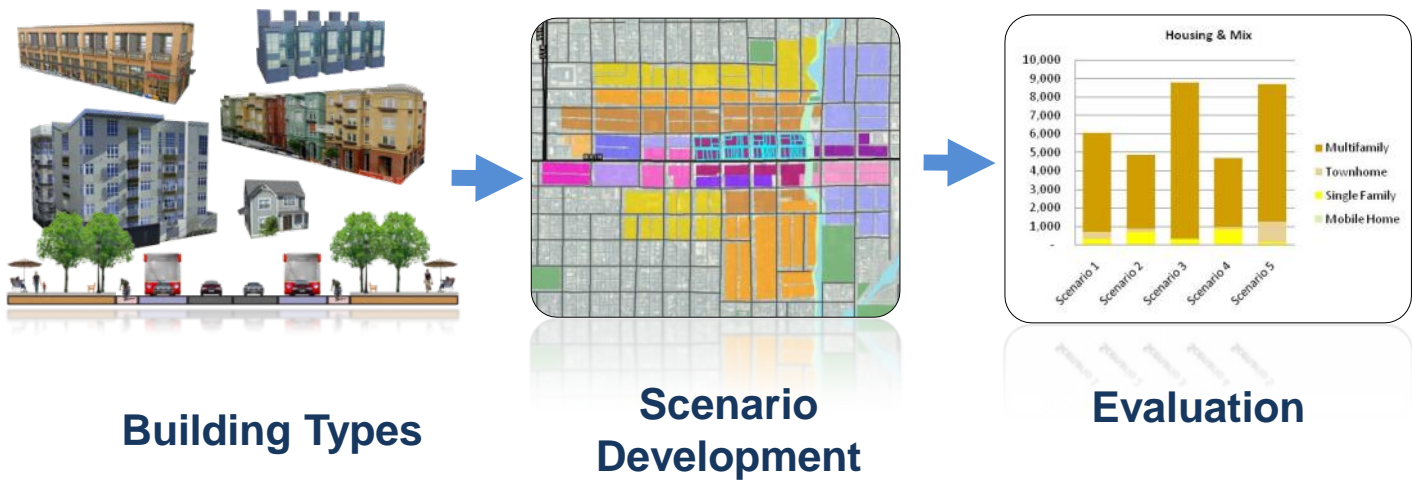 Housing & Mix
10,000
9,000
8,000
7,000
6,000
5,000
4,000
3,000
2,000
1,000
-
Scenario 1
Scenario 2
Scenario 3
Scenario 4
Scenario 5
Multifamily
Townhome
Single Family
Mobile Home
Building Types
Scenario
Development
Evaluation